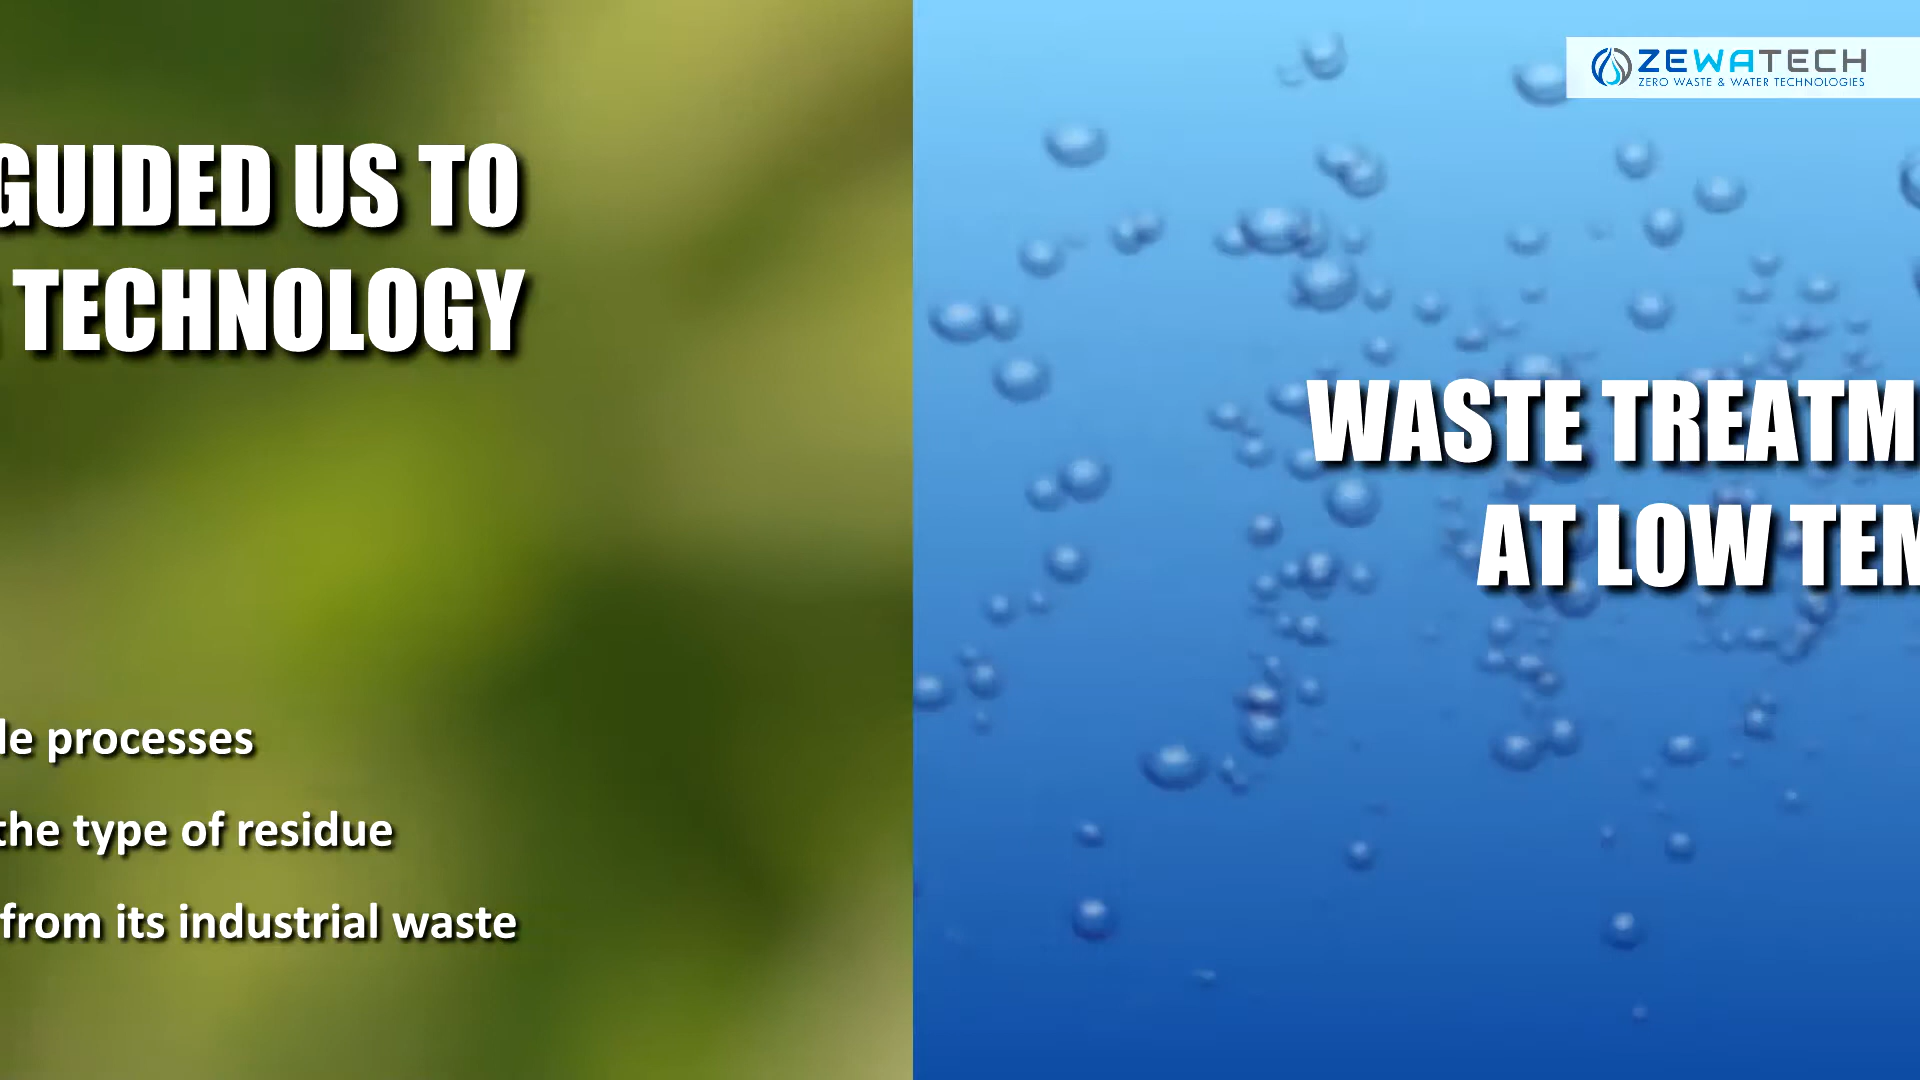 GUIDED US TO
TECHNOLOGY
processes
the type of residue
from its industrial waste
ZEWATECH
ZERO WASTE & WATER TECHNOLOGIES
WASTE TREATM
AT LOW TEM